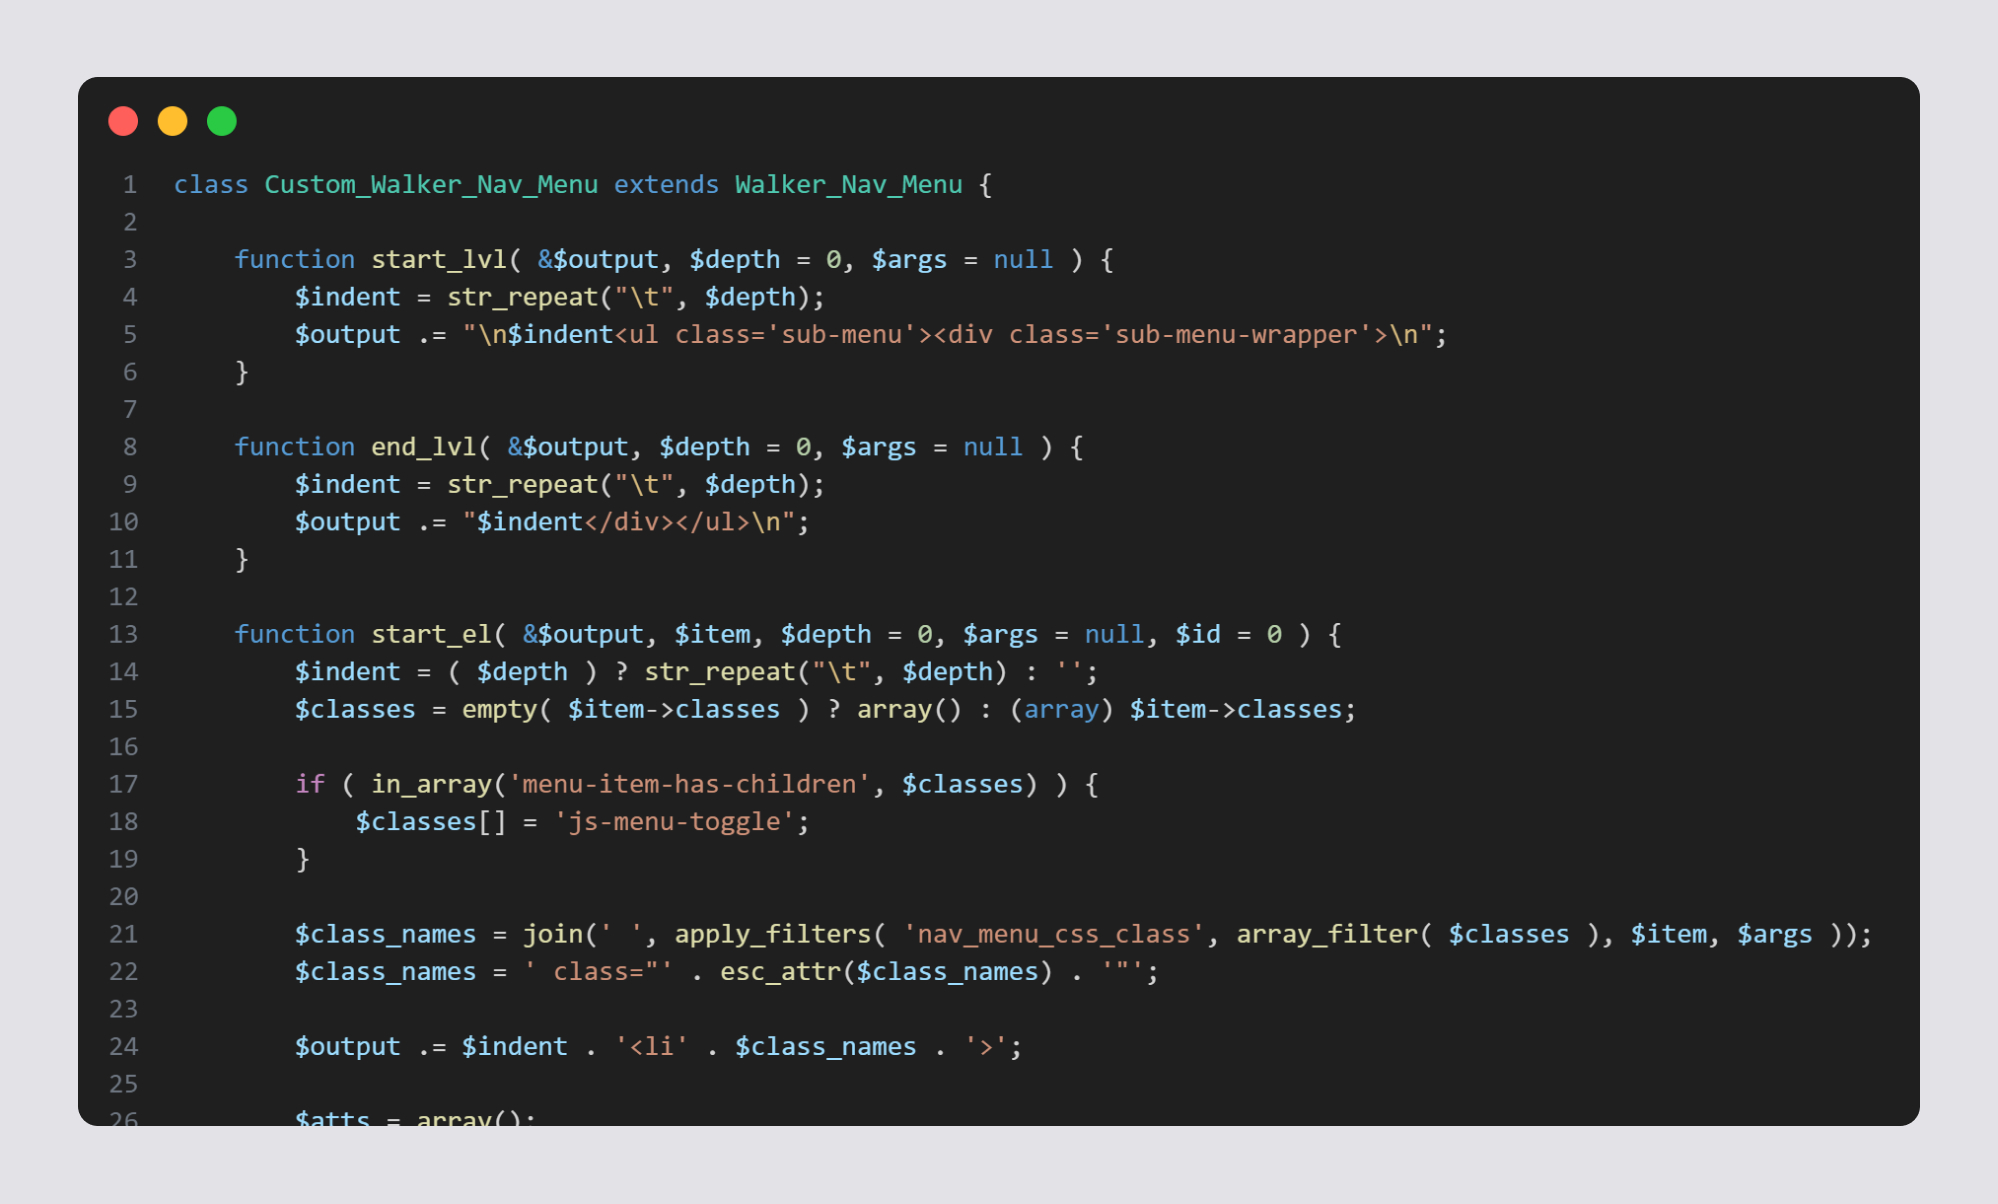 1 class Custom_Walker_Nav_Menu extends Walker_Nav_Menu {
2
3     function start_lvl( &$output, $depth = 0, $args = null ) {
4         $indent = str_repeat("\t", $depth);
5         $output .= "\n$indent<ul class='sub-menu'><div class='sub-menu-wrapper'>\n";
6     }
7
8     function end_lvl( &$output, $depth = 0, $args = null ) {
9         $indent = str_repeat("\t", $depth);
10         $output .= "$indent</div></ul>\n";
11     }
12
13     function start_el( &$output, $item, $depth = 0, $args = null, $id = 0 ) {
14         $indent = ( $depth ) ? str_repeat("\t", $depth) : '';
15         $classes = empty( $item->classes ) ? array() : (array) $item->classes;
16
17         if ( in_array('menu-item-has-children', $classes) ) {
18             $classes[] = 'js-menu-toggle';
19         }
20
21         $class_names = join(' ', apply_filters( 'nav_menu_css_class', array_filter( $classes ), $item, $args ));
22         $class_names = ' class="' . esc_attr($class_names) . '"';
23
24         $output .= $indent . '<li' . $class_names . '>';
25
26         $atts = array();